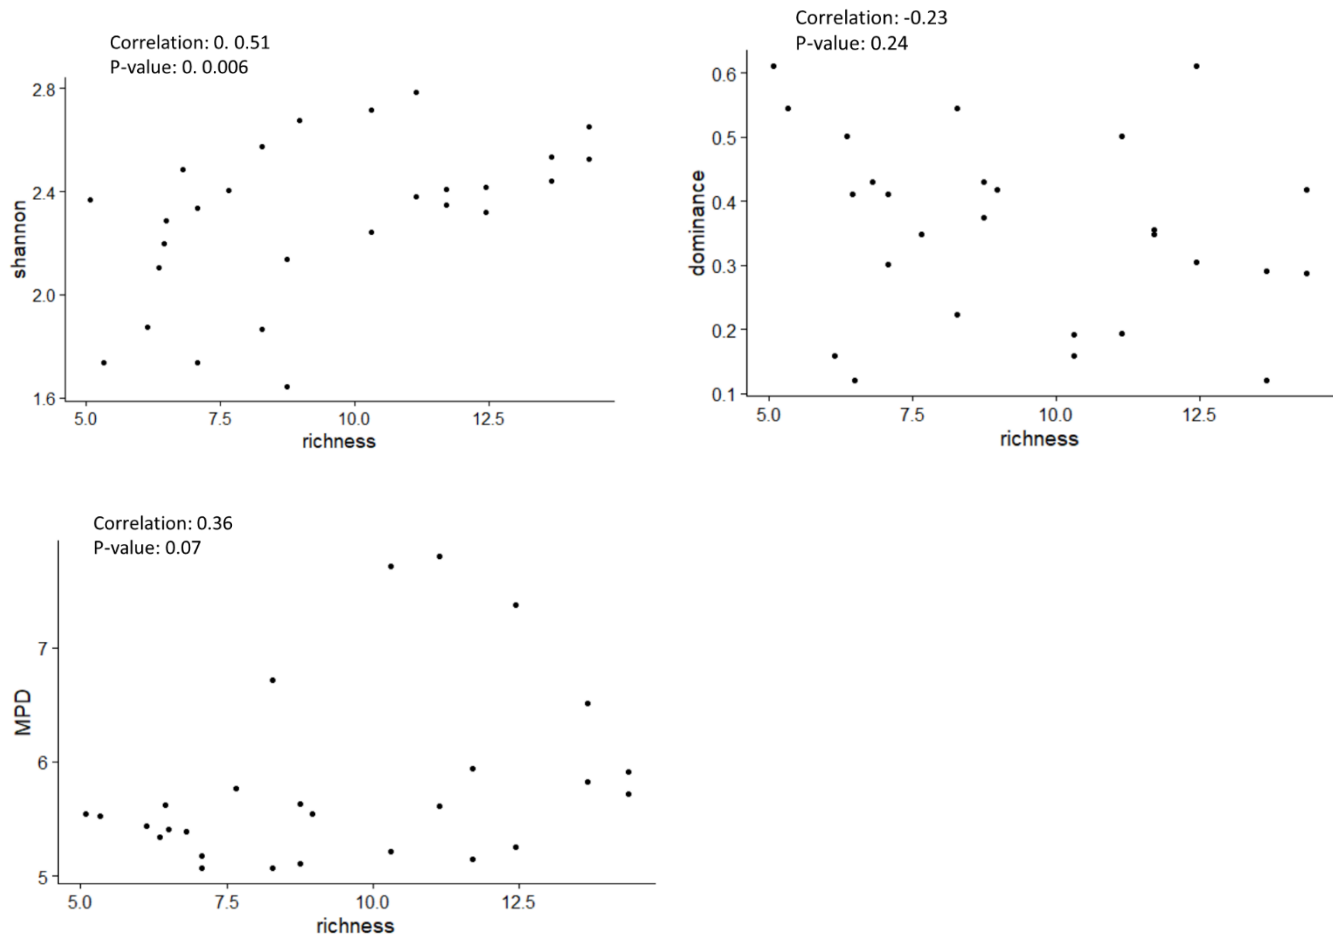 Correlation: 0. 0.51
P-value: 0. 0.006
2.8
2.4
2.0
1.6
shannon
5.0 7.5 10.0 12.5
richness
Correlation: -0.23
P-value: 0.24
0.6
0.5
0.4
0.3
0.2
0.1
dominance
5.0 7.5 10.0 12.5
richness
Correlation: 0.36
P-value: 0.07
7
6
5
MPD
5.0 7.5 10.0 12.5
richness